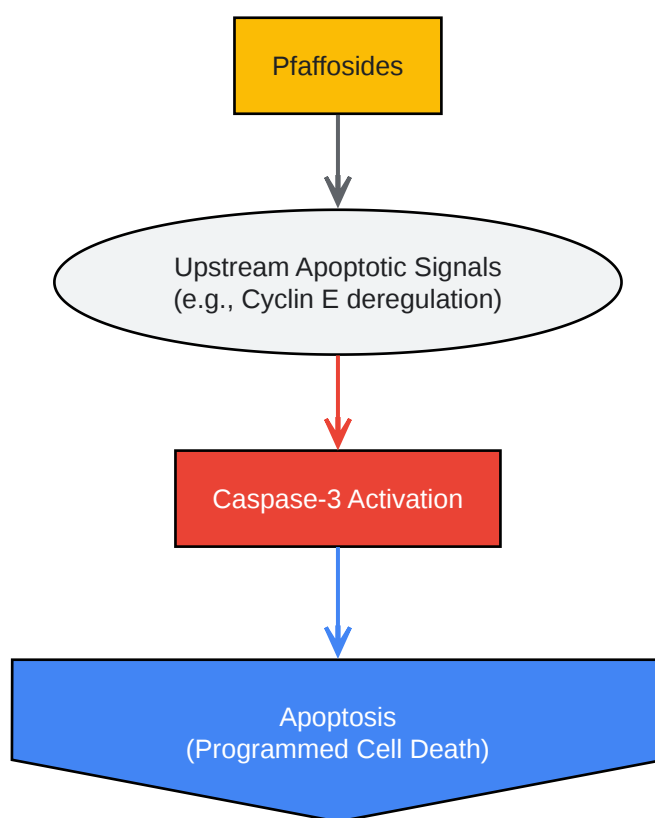 Pfaffosides
Upstream Apoptotic Signals
(e.g., Cyclin E deregulation)
Caspase-3 Activation
Apoptosis
(Programmed Cell Death)